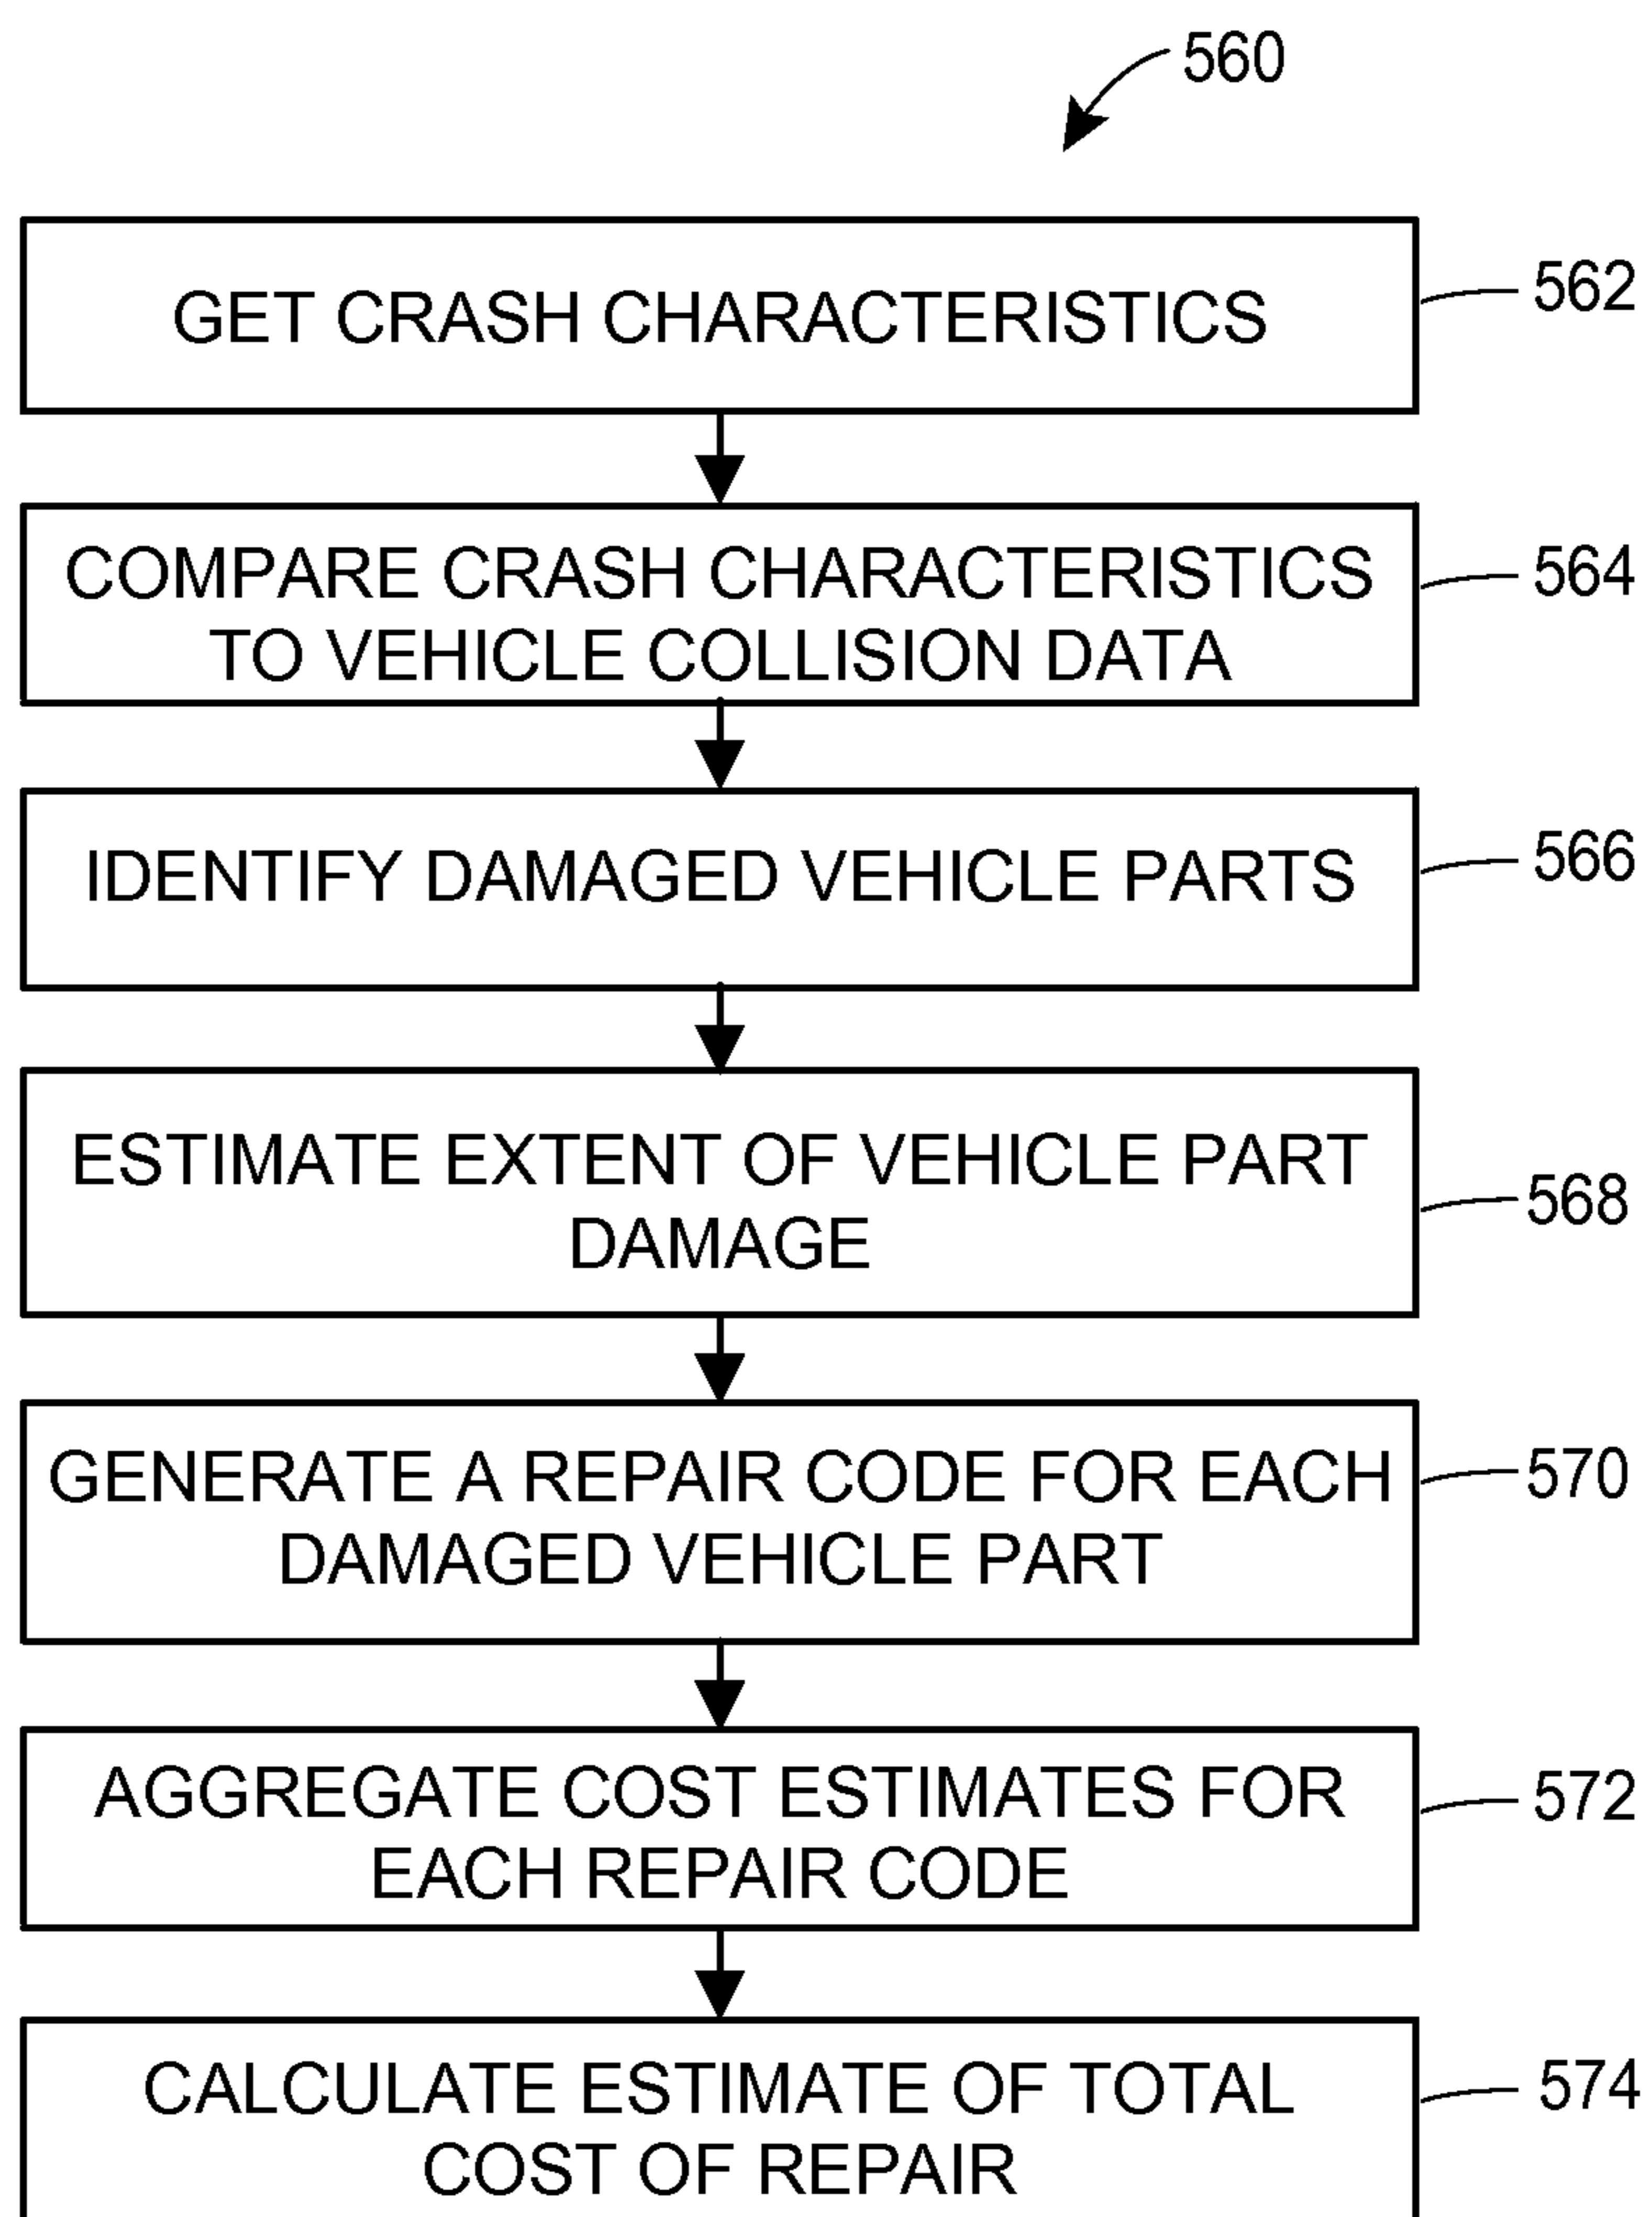 560
GET CRASH CHARACTERISTICS
562
COMPARE CRASH CHARACTERISTICS
TO VEHICLE COLLISION DATA
564
IDENTIFY DAMAGED VEHICLE PARTS
566
ESTIMATE EXTENT OF VEHICLE PART
DAMAGE
568
GENERATE A REPAIR CODE FOR EACH
DAMAGED VEHICLE PART
570
AGGREGATE COST ESTIMATES FOR
EACH REPAIR CODE
572
CALCULATE ESTIMATE OF TOTAL
COST OF REPAIR
574